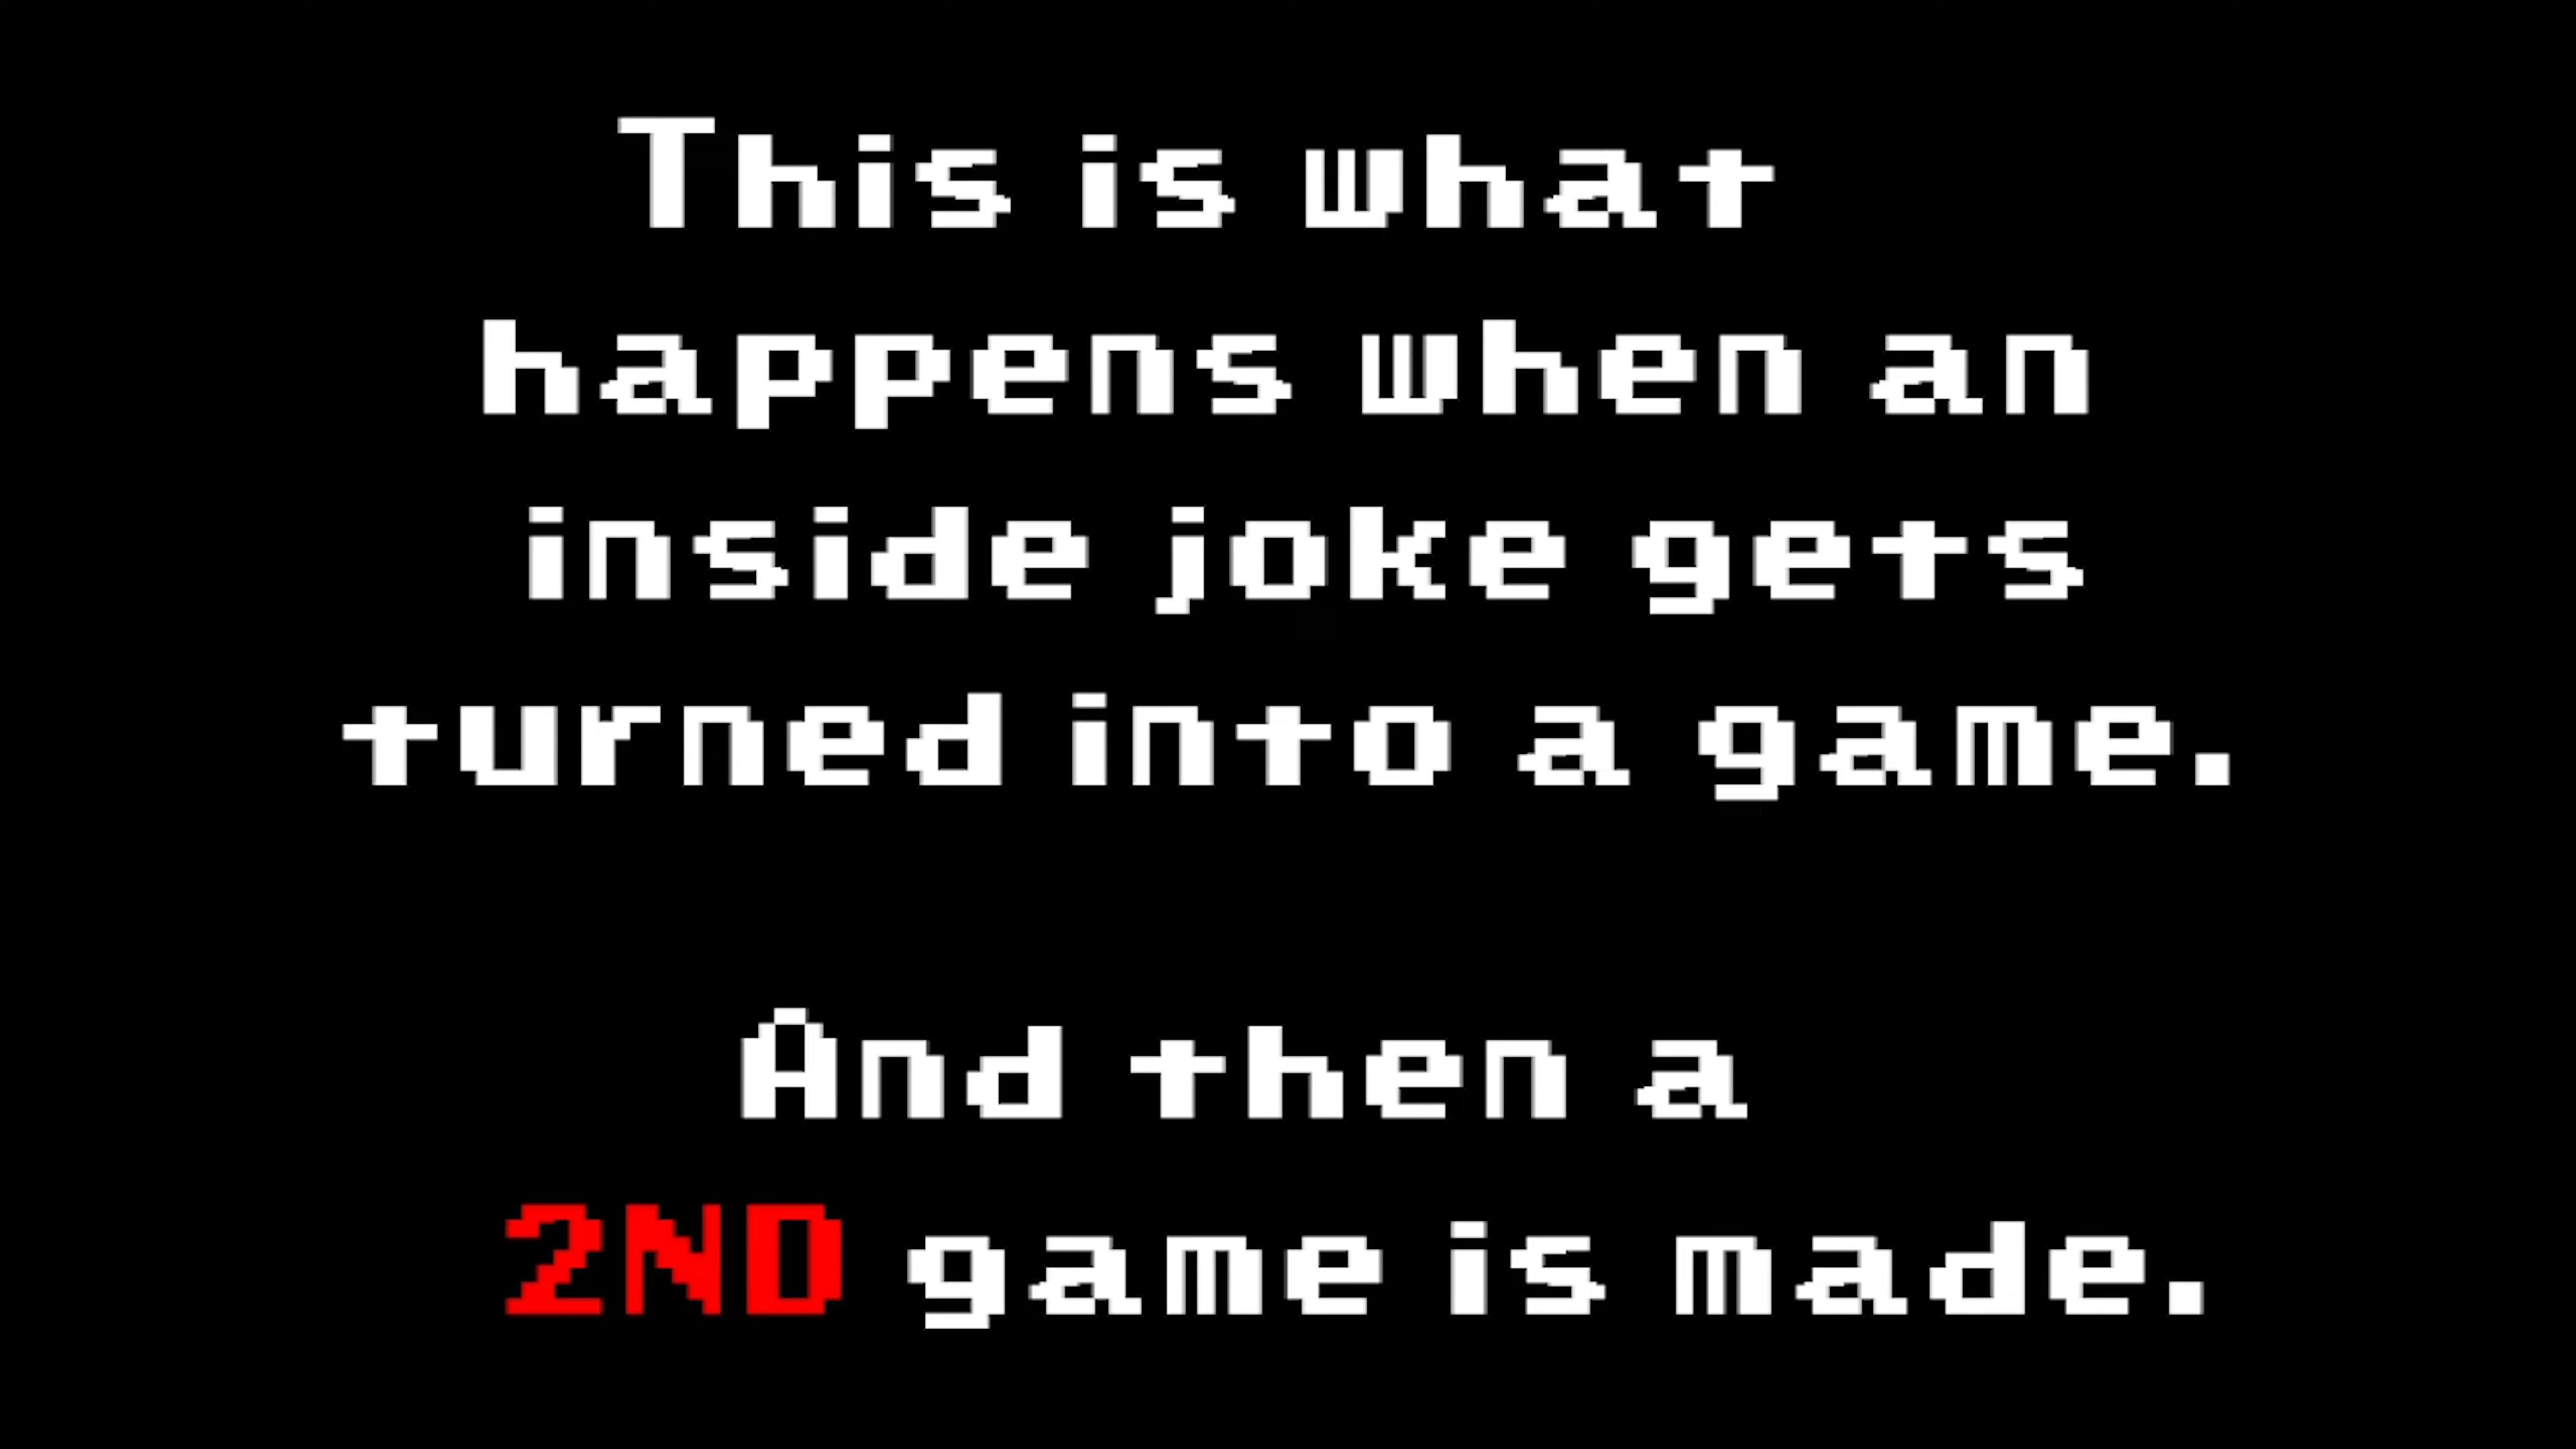 This is what
happens when an
inside joke gets
turned into a game.
And then a
2ND game is made.